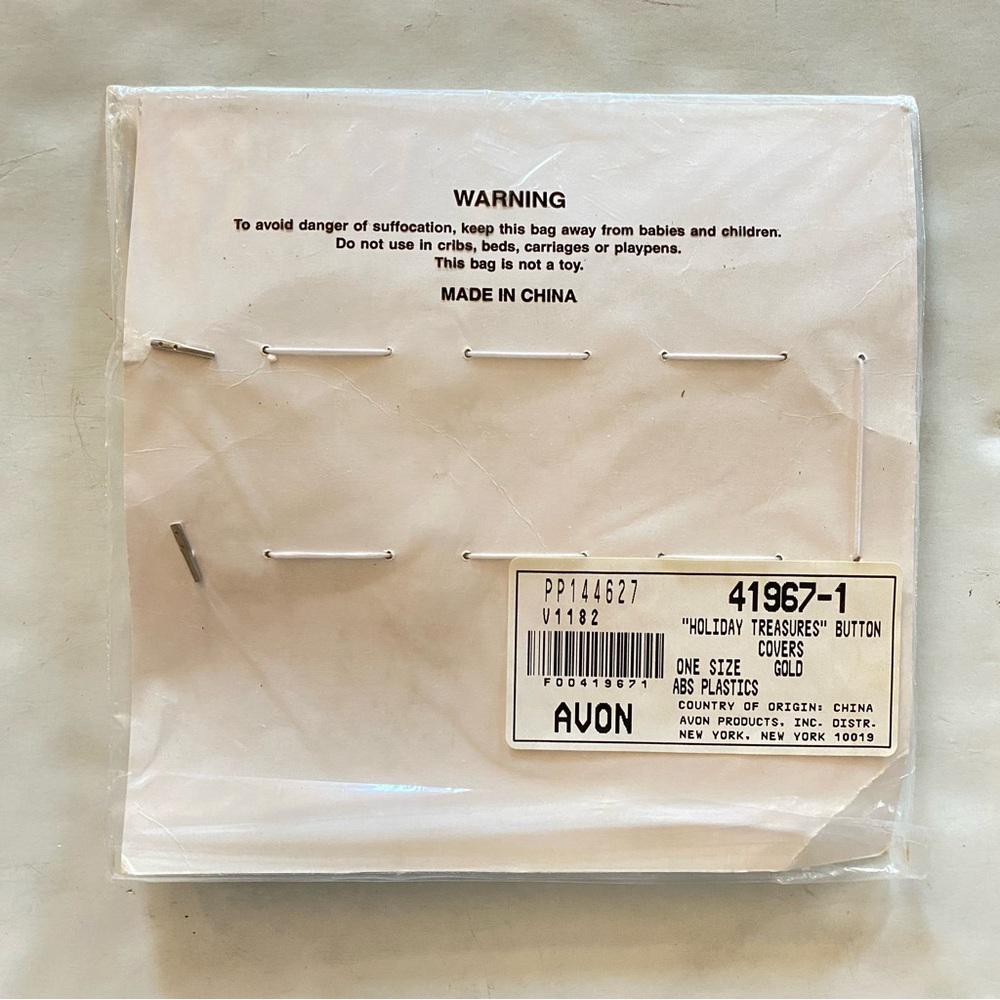 WARNING
To avoid danger of suffocation, keep this bag away from babies and children.
Do not use in cribs, beds, carriages or playpens.
This bag is not a toy.
MADE IN CHINA
PP144627
V1182
F00419671
AVON
41967-1
"HOLIDAY TREASURES" BUTTON
COVERS
ONE SIZE GOLD
ABS PLASTICS
COUNTRY OF ORIGIN: CHINA
AVON PRODUCTS, INC. DISTR.
NEW YORK, NEW YORK 10019